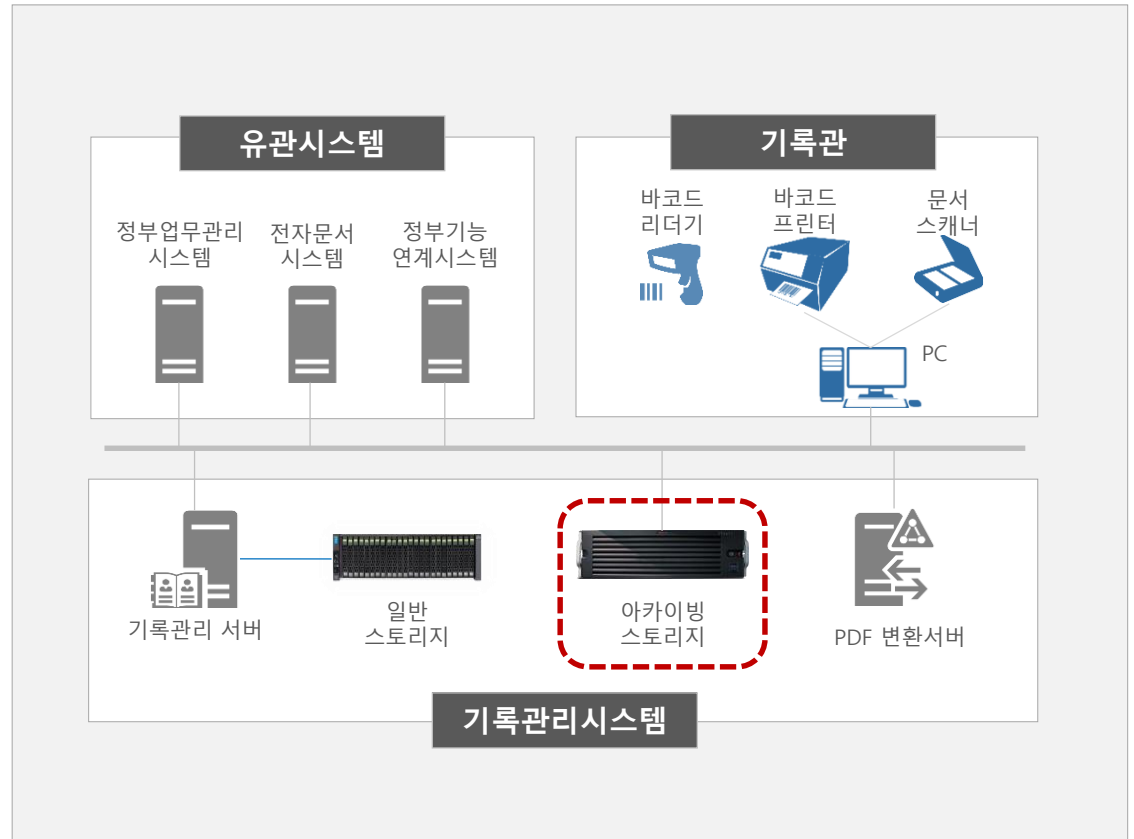 유관시스템
정부업무관리
시스템
전자문서
시스템
정부기능
연계시스템
기록관
바코드
리더기
바코드
프린터
문서
스캐너
PC
기록관리 서버
일반
스토리지
아카이빙
스토리지
PDF 변환서버
기록관리시스템